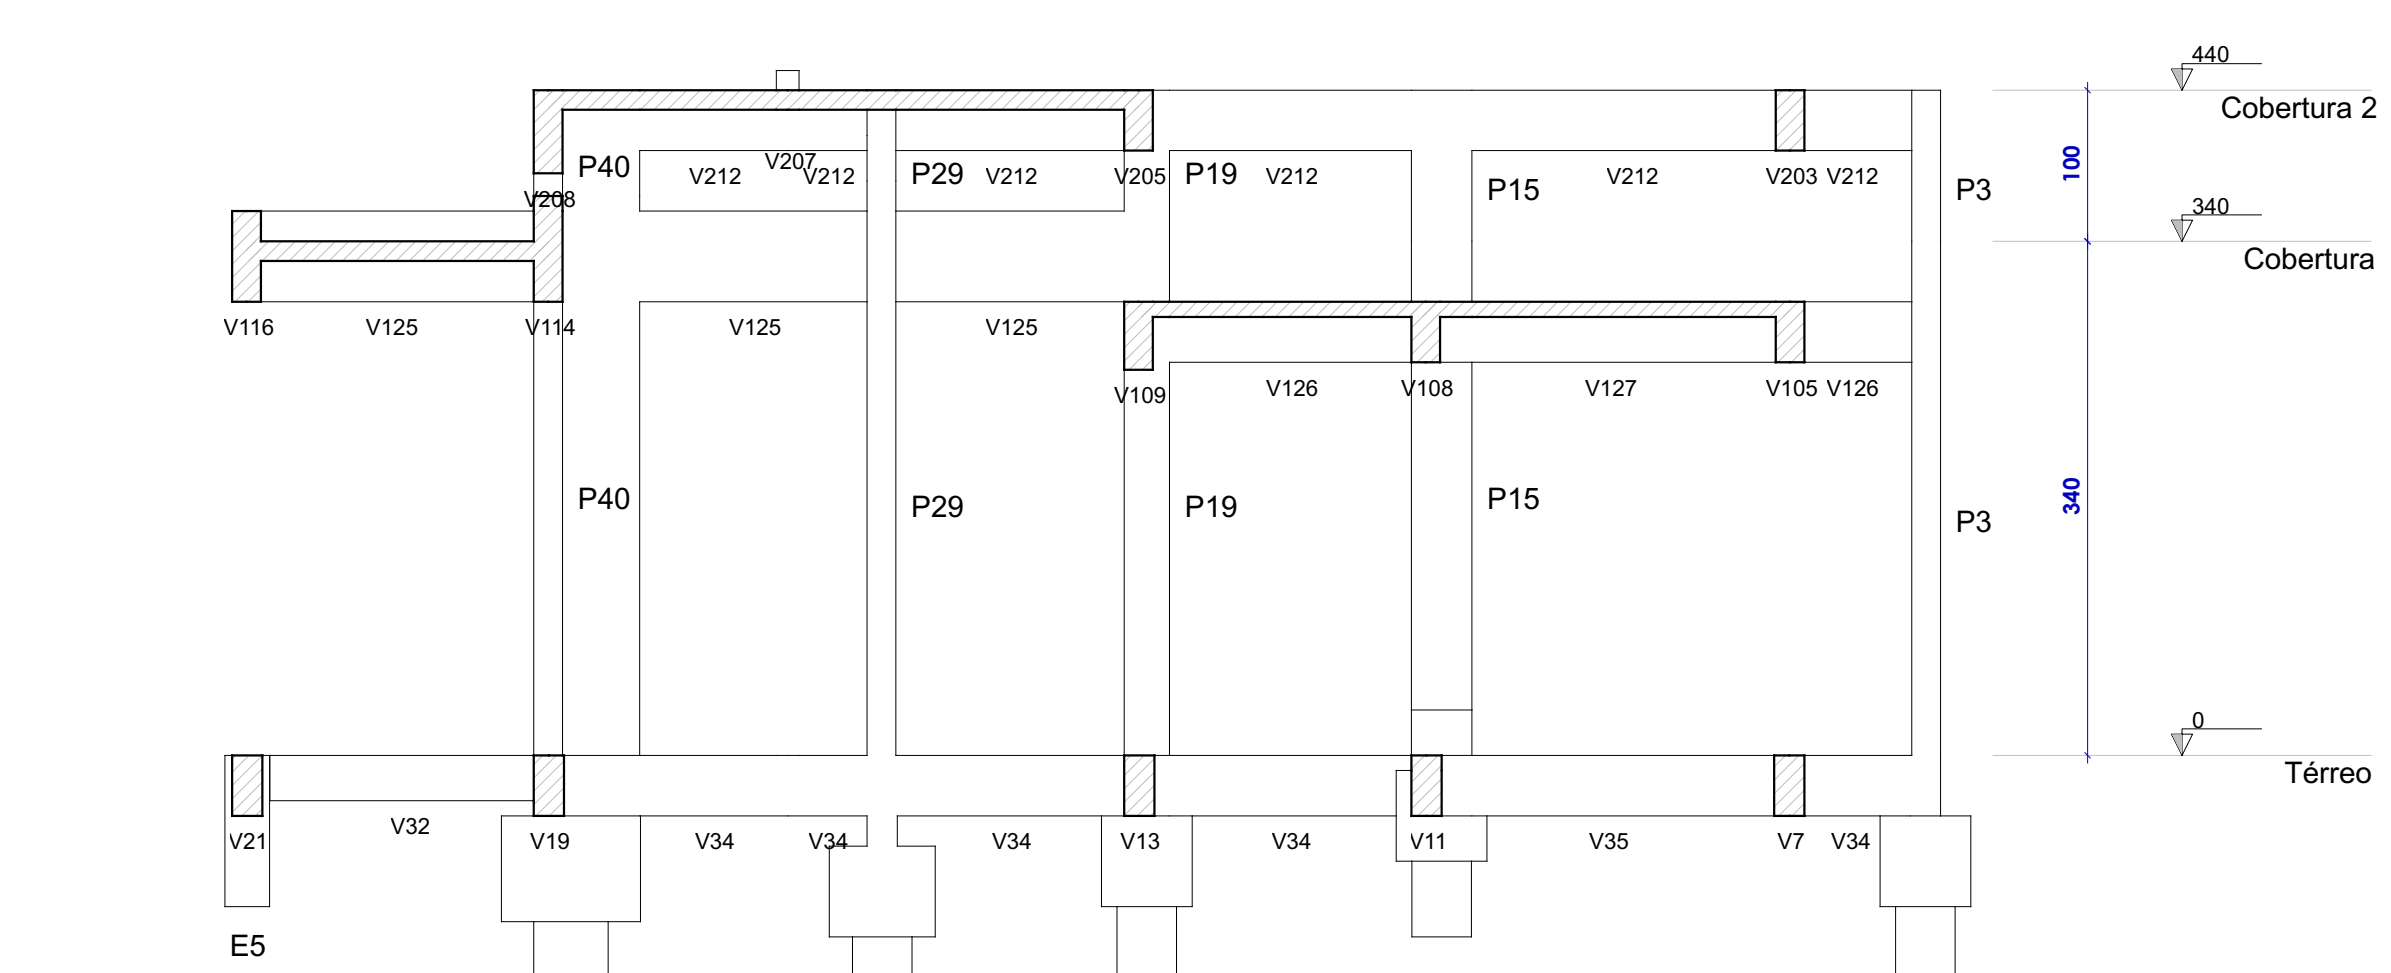 440
Cobertura 2
100
P40
V207
V212
V212
P29
V212
V205
P19
V212
P15
V212
V203
V212
P3
V208
340
Cobertura
V116
V125
V114
V125
V125
V109
V126
V108
V127
V105
V126
P40
P29
P19
P15
P3
340
0
Térreo
V21
V32
V19
V34
V34
V34
V13
V34
V11
V35
V7
V34
E5